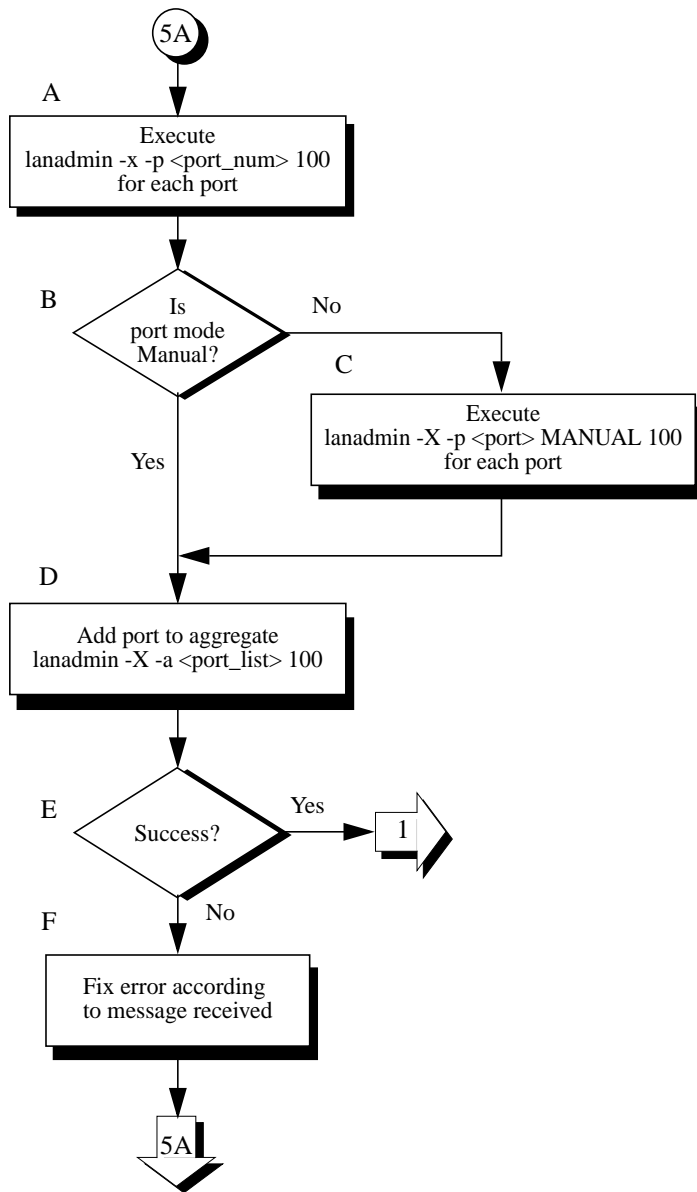 5A
A
Execute
lanadmin -x -p <port_num> 100
for each port
B
Is
port mode
Manual?
No
C
Execute
lanadmin -X -p <port> MANUAL 100
for each port
Yes
D
Add port to aggregate
lanadmin -X -a <port_list> 100
E
Success?
Yes
1
No
F
Fix error according
to message received
5A